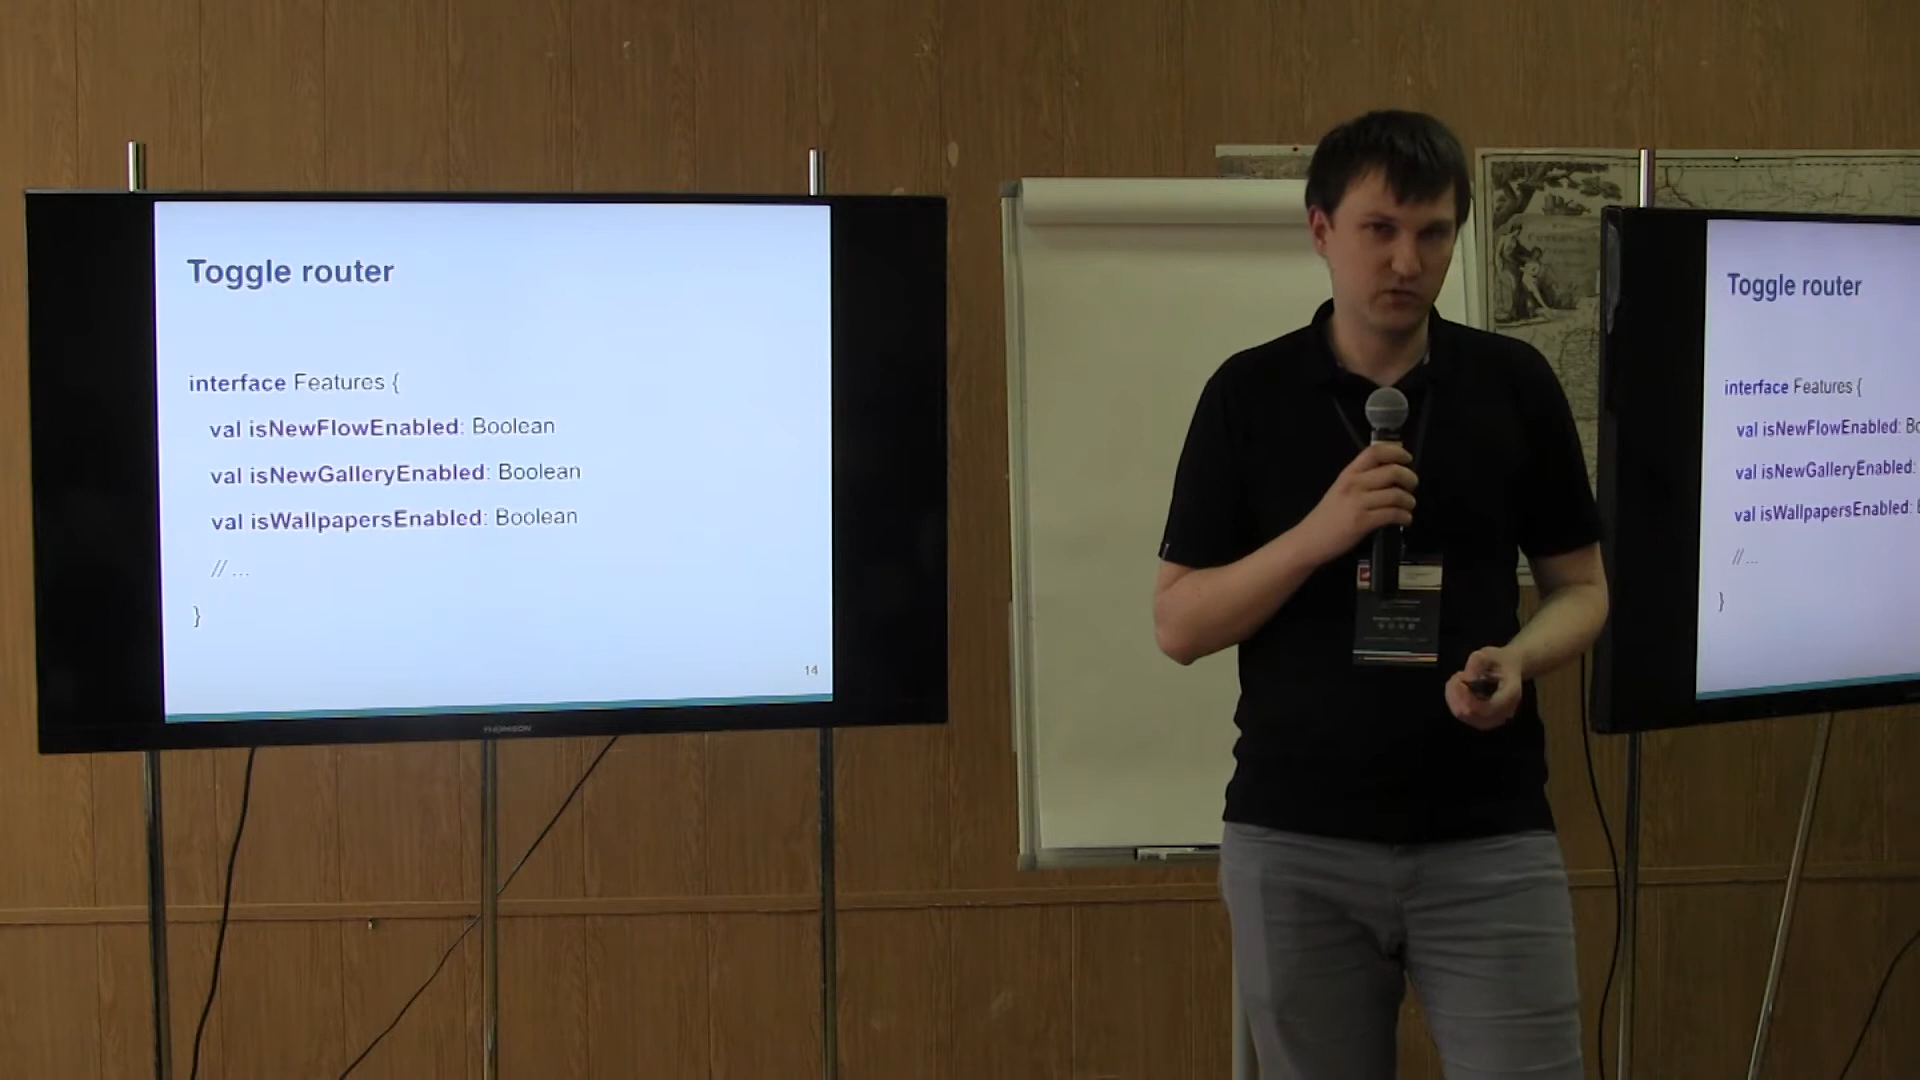 Toggle router
interface Features {
val isNewFlowEnabled: Boolean
val isNewGalleryEnabled: Boolean
val isWallpapersEnabled: Boolean
// ...
}
14
THOMSON
Toggle router
interface Features {
val isNewFlowEnabled: Bo
val isNewGalleryEnabled:
val isWallpapersEnabled:
// ...
}